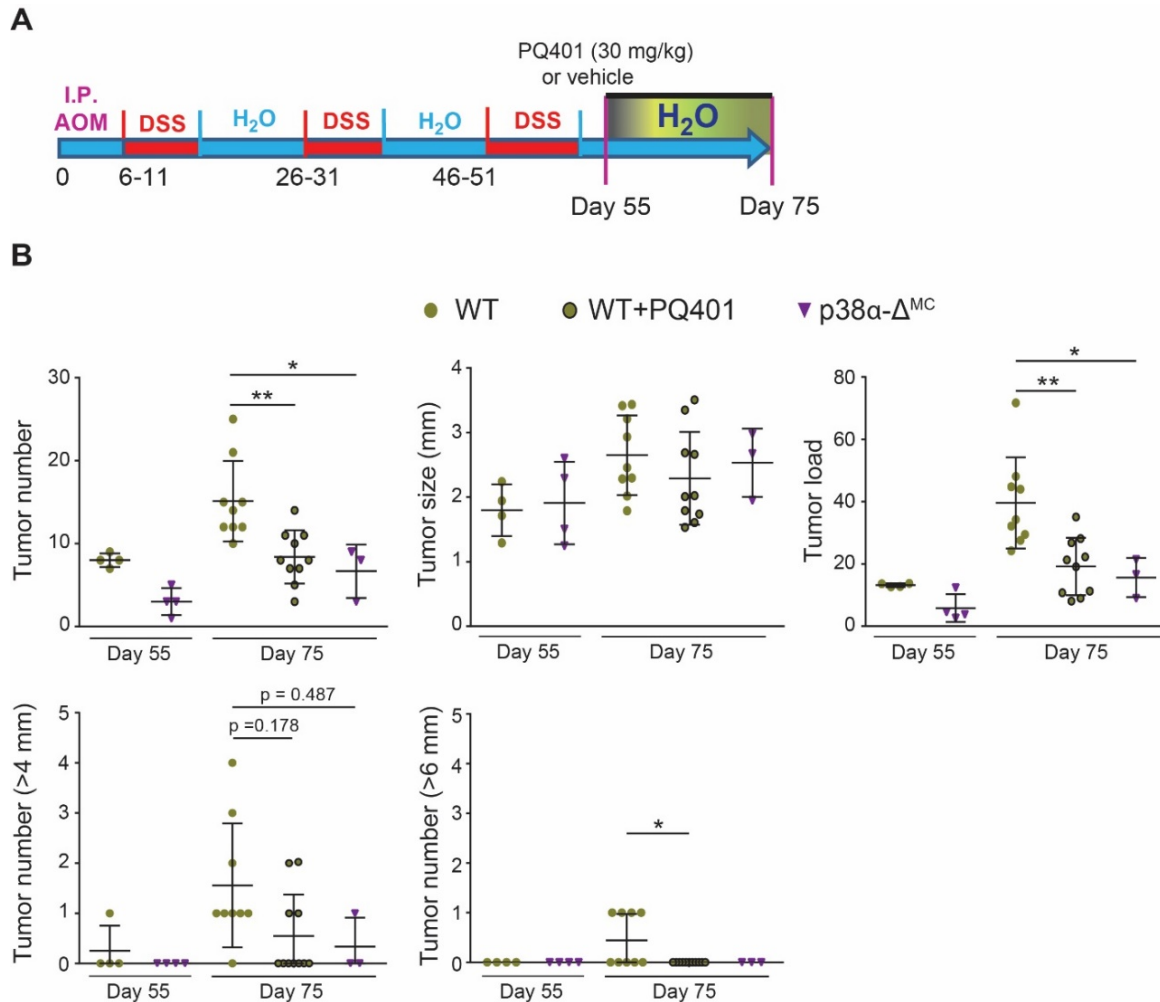 A
PQ401 (30 mg/kg)
or vehicle
I.P.
AOM
DSS
H₂O
DSS
H₂O
DSS
H₂O
0
6-11
26-31
46-51
Day 55
Day 75
B
WT
WT+PQ401
p38α-Δᴹᶜ
Tumor number
30
20
10
0
**
*
Day 55
Day 75
Tumor size (mm)
4
3
2
1
0
Day 55
Day 75
Tumor load
80
60
40
20
0
**
*
Day 55
Day 75
Tumor number (>4 mm)
5
4
3
2
1
0
p = 0.487
p =0.178
Day 55
Day 75
Tumor number (>6 mm)
5
4
3
2
1
0
*
Day 55
Day 75